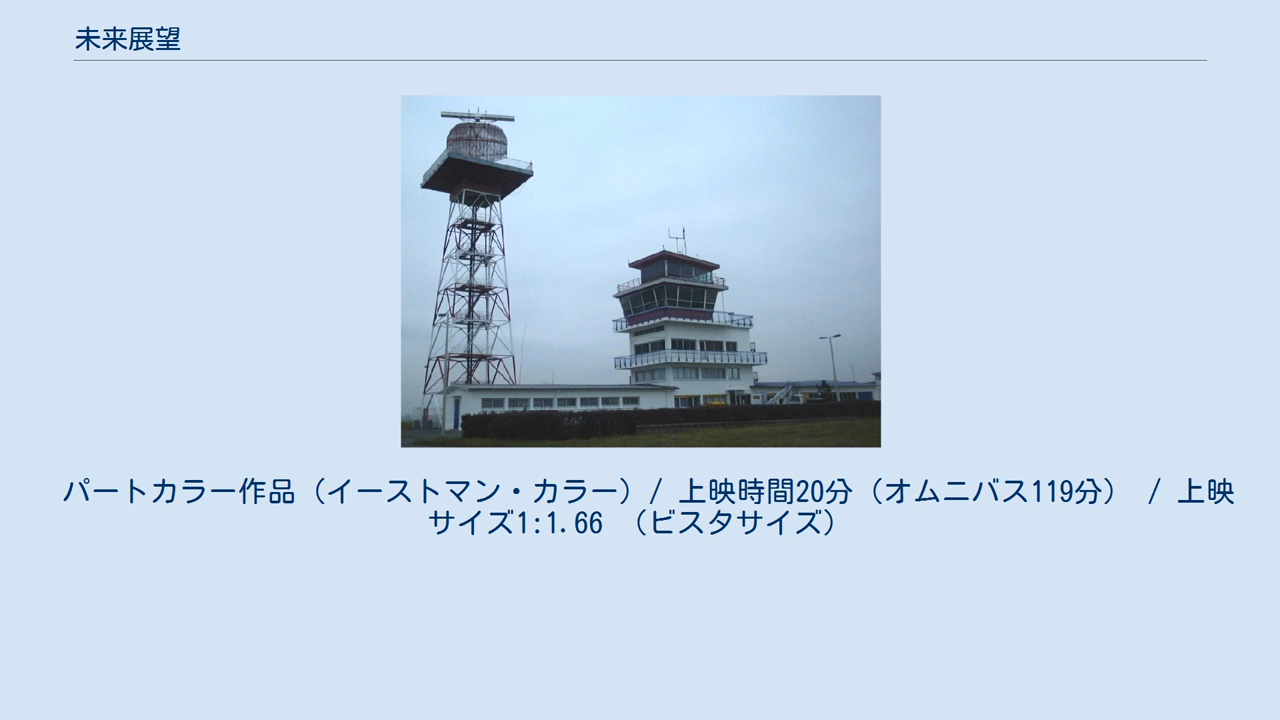 未来展望
パートカラー作品（イーストマン・カラー）/ 上映時間20分（オムニバス119分） / 上映
サイズ1:1.66 （ビスタサイズ）